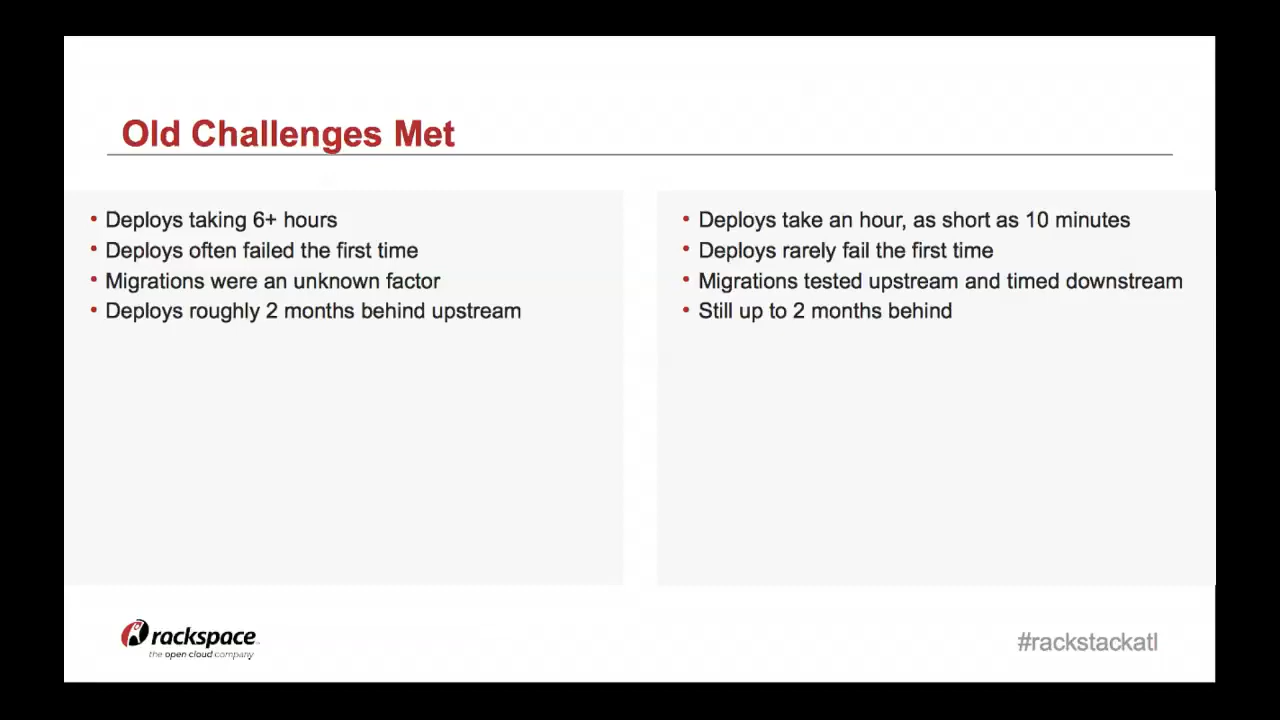 Old Challenges Met
• Deploys taking 6+ hours
• Deploys often failed the first time
• Migrations were an unknown factor
• Deploys roughly 2 months behind upstream
• Deploys take an hour, as short as 10 minutes
• Deploys rarely fail the first time
• Migrations tested upstream and timed downstream
• Still up to 2 months behind
rackspace
the open cloud company
#rackstackatl